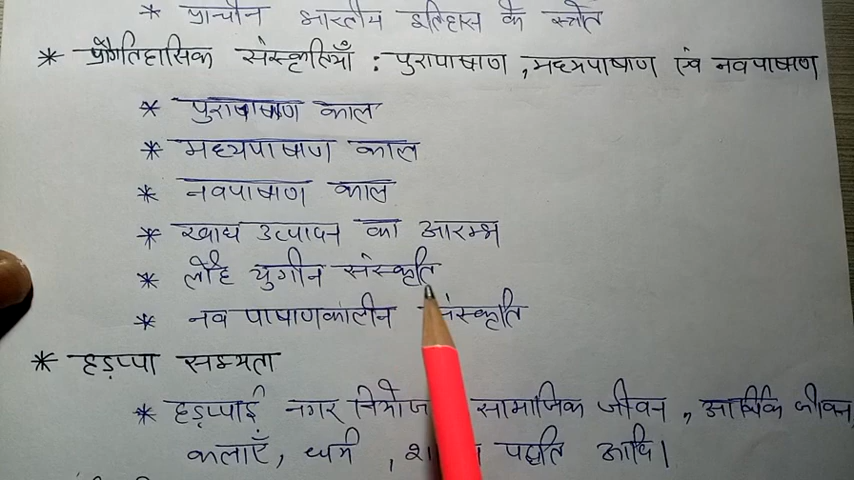 * प्राचीन भारतीय इतिहास के स्त्रोत
* प्रौगतिहासिक संस्कृतियाँ : पुरापाषाण , मध्यपाषाण एवं नवपाषाण
* पुरापाषाण काल
* मध्यपाषाण काल
* नवपाषाण काल
* खाद्य उत्पादन का आरम्भ
* लौह युगीन संस्कृति
* नव पाषाणकालीन संस्कृति
* हड़प्पा सभ्यता
* हड़प्पाई नगर सामाजिक जीवन , आर्थिक जीवन,
कलाएँ, धर्म , पद्धति आदि।